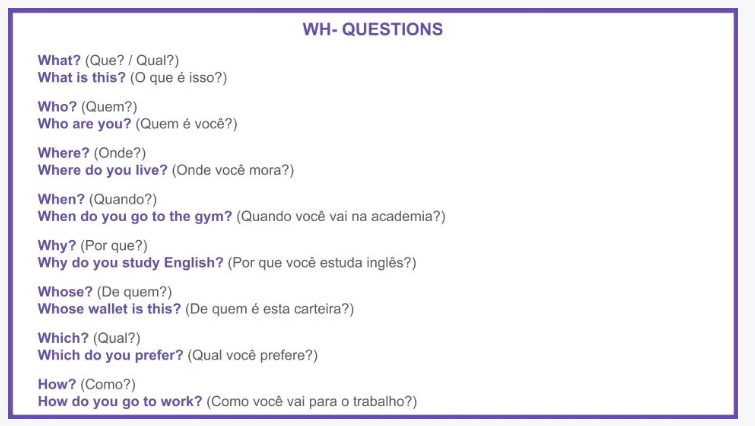 WH- QUESTIONS
What? (Que? / Qual?)
What is this? (O que é isso?)
Who? (Quem?)
Who are you? (Quem é você?)
Where? (Onde?)
Where do you live? (Onde você mora?)
When? (Quando?)
When do you go to the gym? (Quando você vai na academia?)
Why? (Por que?)
Why do you study English? (Por que você estuda inglês?)
Whose? (De quem?)
Whose wallet is this? (De quem é esta carteira?)
Which? (Qual?)
Which do you prefer? (Qual você prefere?)
How? (Como?)
How do you go to work? (Como você vai para o trabalho?)